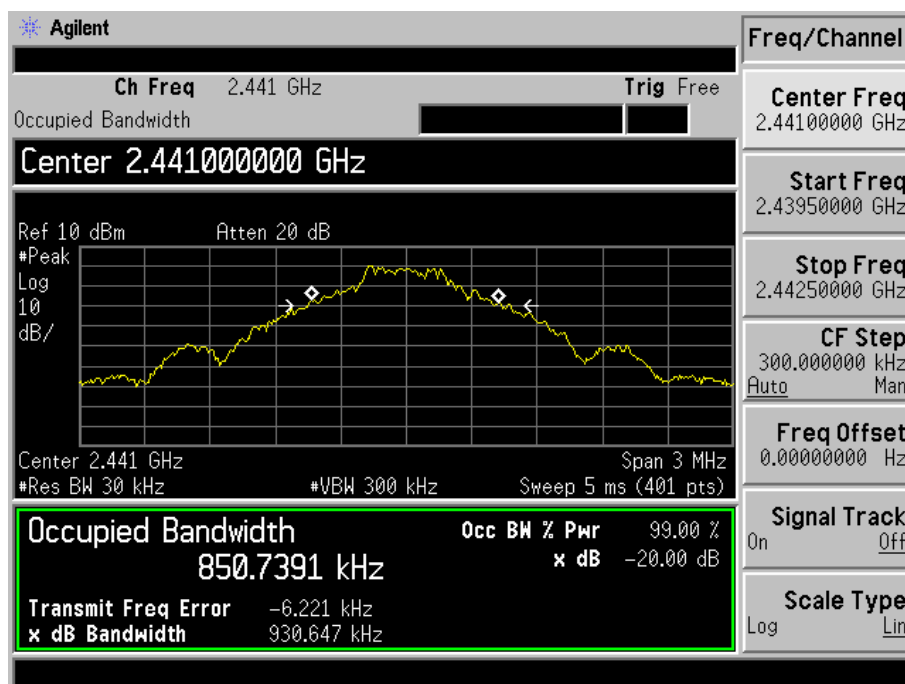 Agilent
Freq/Channel
Ch Freq 2.441 GHz Trig Free
Occupied Bandwidth
Center 2.441000000 GHz
Ref 10 dBm Atten 20 dB
#Peak
Log
10
dB/
Center 2.441 GHz Span 3 MHz
#Res BW 30 kHz #VBW 300 kHz Sweep 5 ms (401 pts)
Occupied Bandwidth Occ BW % Pwr 99.00 %
850.7391 kHz x dB -20.00 dB
Transmit Freq Error -6.221 kHz
x dB Bandwidth 930.647 kHz
Center Freq
2.44100000 GHz
Start Freq
2.43950000 GHz
Stop Freq
2.44250000 GHz
CF Step
300.000000 kHz
Auto Man
Freq Offset
0.00000000 Hz
Signal Track
On Off
Scale Type
Log Lin